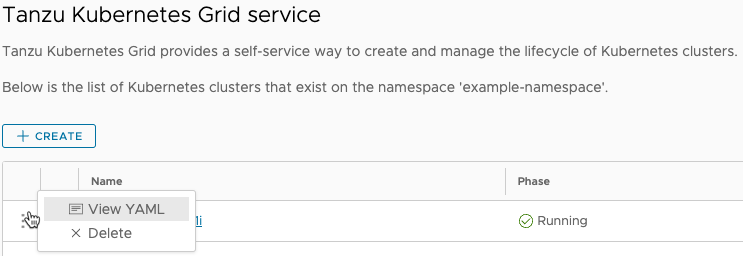 Tanzu Kubernetes Grid service
Tanzu Kubernetes Grid provides a self-service way to create and manage the lifecycle of Kubernetes clusters.
Below is the list of Kubernetes clusters that exist on the namespace 'example-namespace'.
CREATE
Name Phase
View YAML
Running
Delete